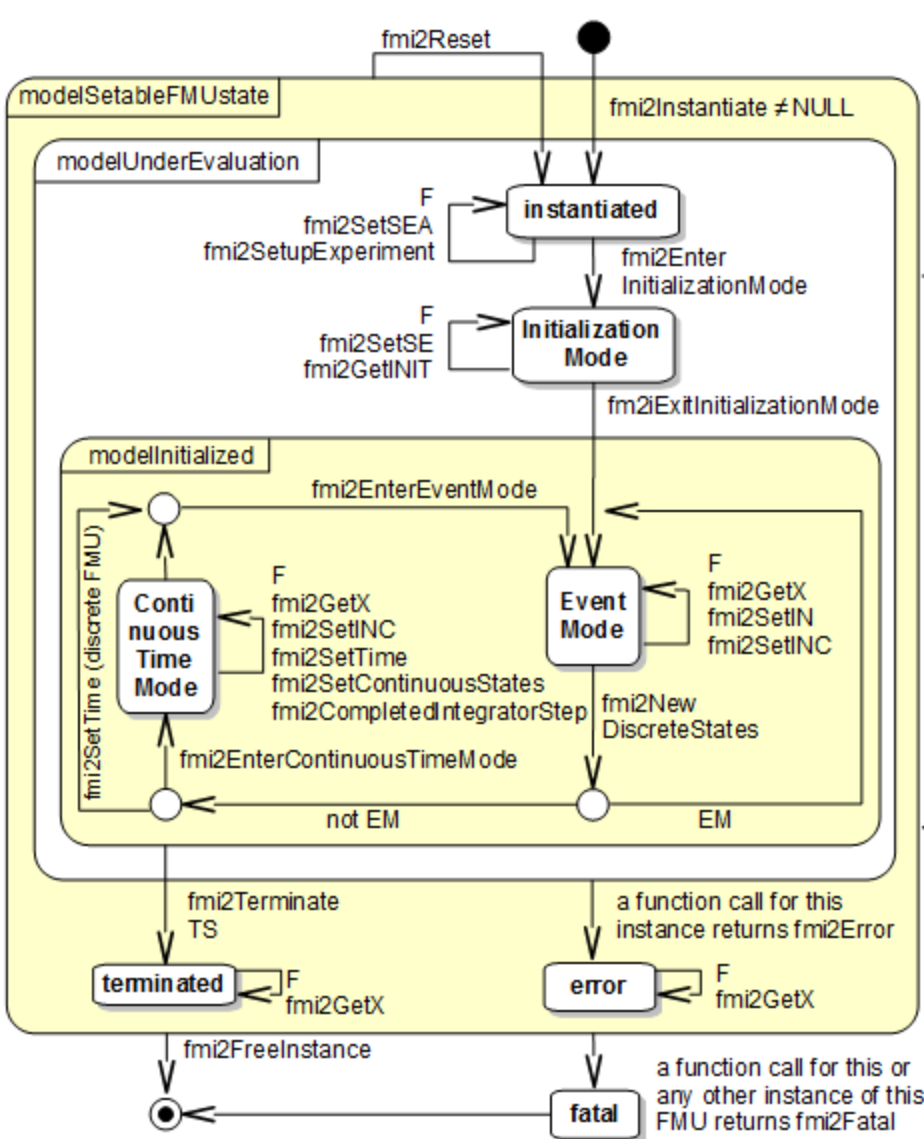 fmi2Reset
fmi2Instantiate ≠ NULL
modelSetableFMUstate
modelUnderEvaluation
instantiated
F
fmi2SetSEA
fmi2SetupExperiment
fmi2Enter
InitializationMode
Initialization
Mode
F
fmi2SetSE
fmi2GetINIT
fm2iExitInitializationMode
modelInitialized
fmi2EnterEventMode
fmi2SetTime (discrete FMU)
Conti
nuous
Time
Mode
F
fmi2GetX
fmi2SetINC
fmi2SetTime
fmi2SetContinuousStates
fmi2CompletedIntegratorStep
Event
Mode
F
fmi2GetX
fmi2SetIN
fmi2SetINC
fmi2New
DiscreteStates
fmi2EnterContinuousTimeMode
not EM
EM
fmi2Terminate
TS
a function call for this
instance returns fmi2Error
terminated
F
fmi2GetX
error
F
fmi2GetX
fmi2FreeInstance
fatal
a function call for this or
any other instance of this
FMU returns fmi2Fatal